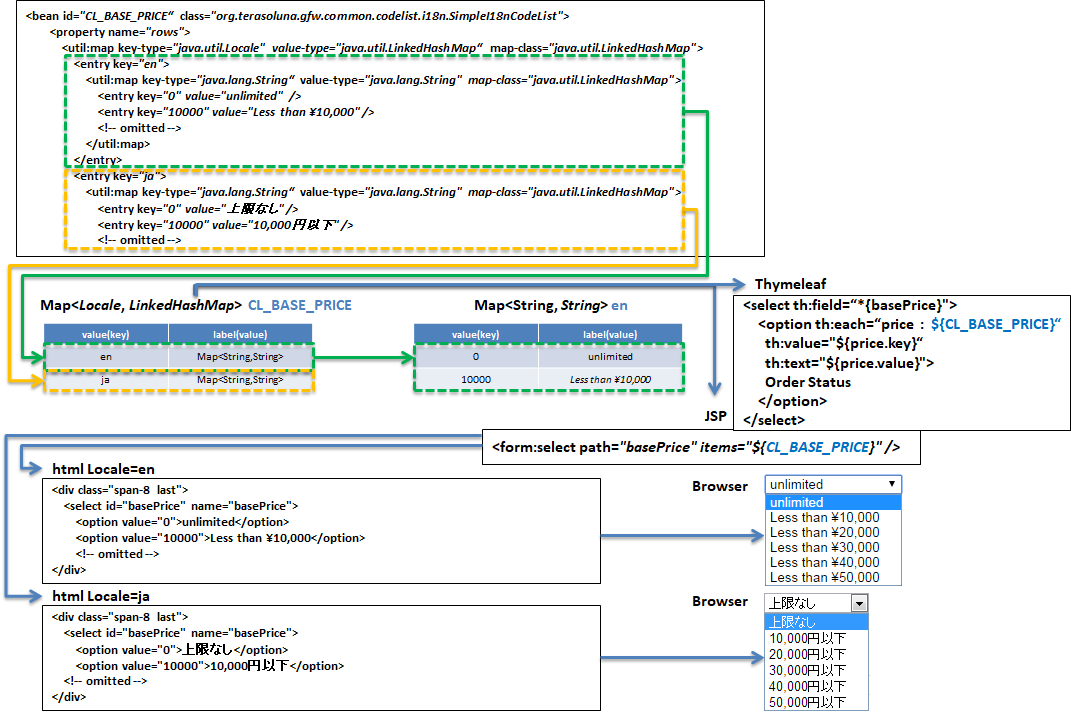 <bean id="CL_BASE_PRICE“ class="org.terasoluna.gfw.common.codelist.i18n.SimpleI18nCodeList">
<property name="rows">
<util:map key-type="java.util.Locale" value-type="java.util.LinkedHashMap“ map-class="java.util.LinkedHashMap">
<entry key="en">
<util:map key-type="java.lang.String“ value-type="java.lang.String" map-class="java.util.LinkedHashMap">
<entry key="0" value="unlimited" />
<entry key="10000" value="Less than ¥10,000" />
<!-- omitted -->
</util:map>
</entry>
<entry key="ja">
<util:map key-type="java.lang.String“ value-type="java.lang.String" map-class="java.util.LinkedHashMap">
<entry key="0" value="上限なし" />
<entry key="10000" value="10,000円以下" />
<!-- omitted -->
Map<Locale, LinkedHashMap> CL_BASE_PRICE
value(key) label(value)
en Map<String,String>
ja Map<String,String>
Map<String, String> en
value(key) label(value)
0 unlimited
10000 Less than ¥10,000
Thymeleaf
<select th:field=“*{basePrice}">
<option th:each=“price : ${CL_BASE_PRICE}“
th:value="${price.key}“
th:text="${price.value}">
Order Status
</option>
</select>
JSP
<form:select path="basePrice" items="${CL_BASE_PRICE}" />
html Locale=en
<div class="span-8 last">
<select id="basePrice" name="basePrice">
<option value="0">unlimited</option>
<option value="10000">Less than ¥10,000</option>
<!-- omitted -->
</div>
Browser
unlimited
unlimited
Less than ¥10,000
Less than ¥20,000
Less than ¥30,000
Less than ¥40,000
Less than ¥50,000
html Locale=ja
<div class="span-8 last">
<select id="basePrice" name="basePrice">
<option value="0">上限なし</option>
<option value="10000">10,000円以下</option>
<!-- omitted -->
</div>
Browser
上限なし
上限なし
10,000円以下
20,000円以下
30,000円以下
40,000円以下
50,000円以下